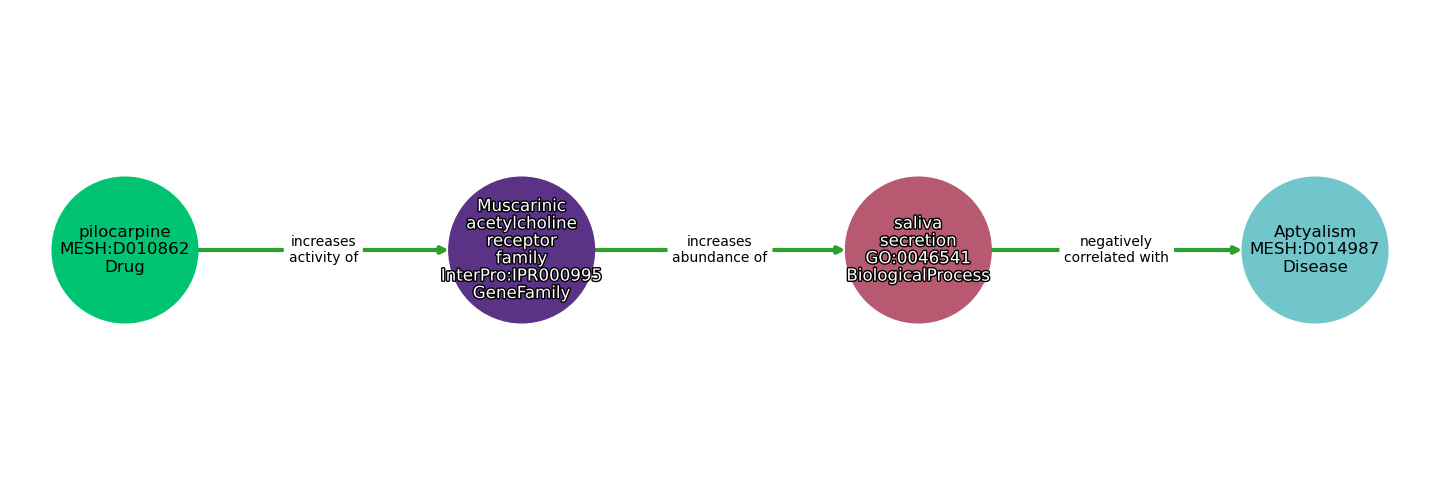 pilocarpine
MESH:D010862
Drug
increases
activity of
Muscarinic
acetylcholine
receptor
family
InterPro:IPR000995
GeneFamily
increases
abundance of
saliva
secretion
GO:0046541
BiologicalProcess
negatively
correlated with
Aptyalism
MESH:D014987
Disease